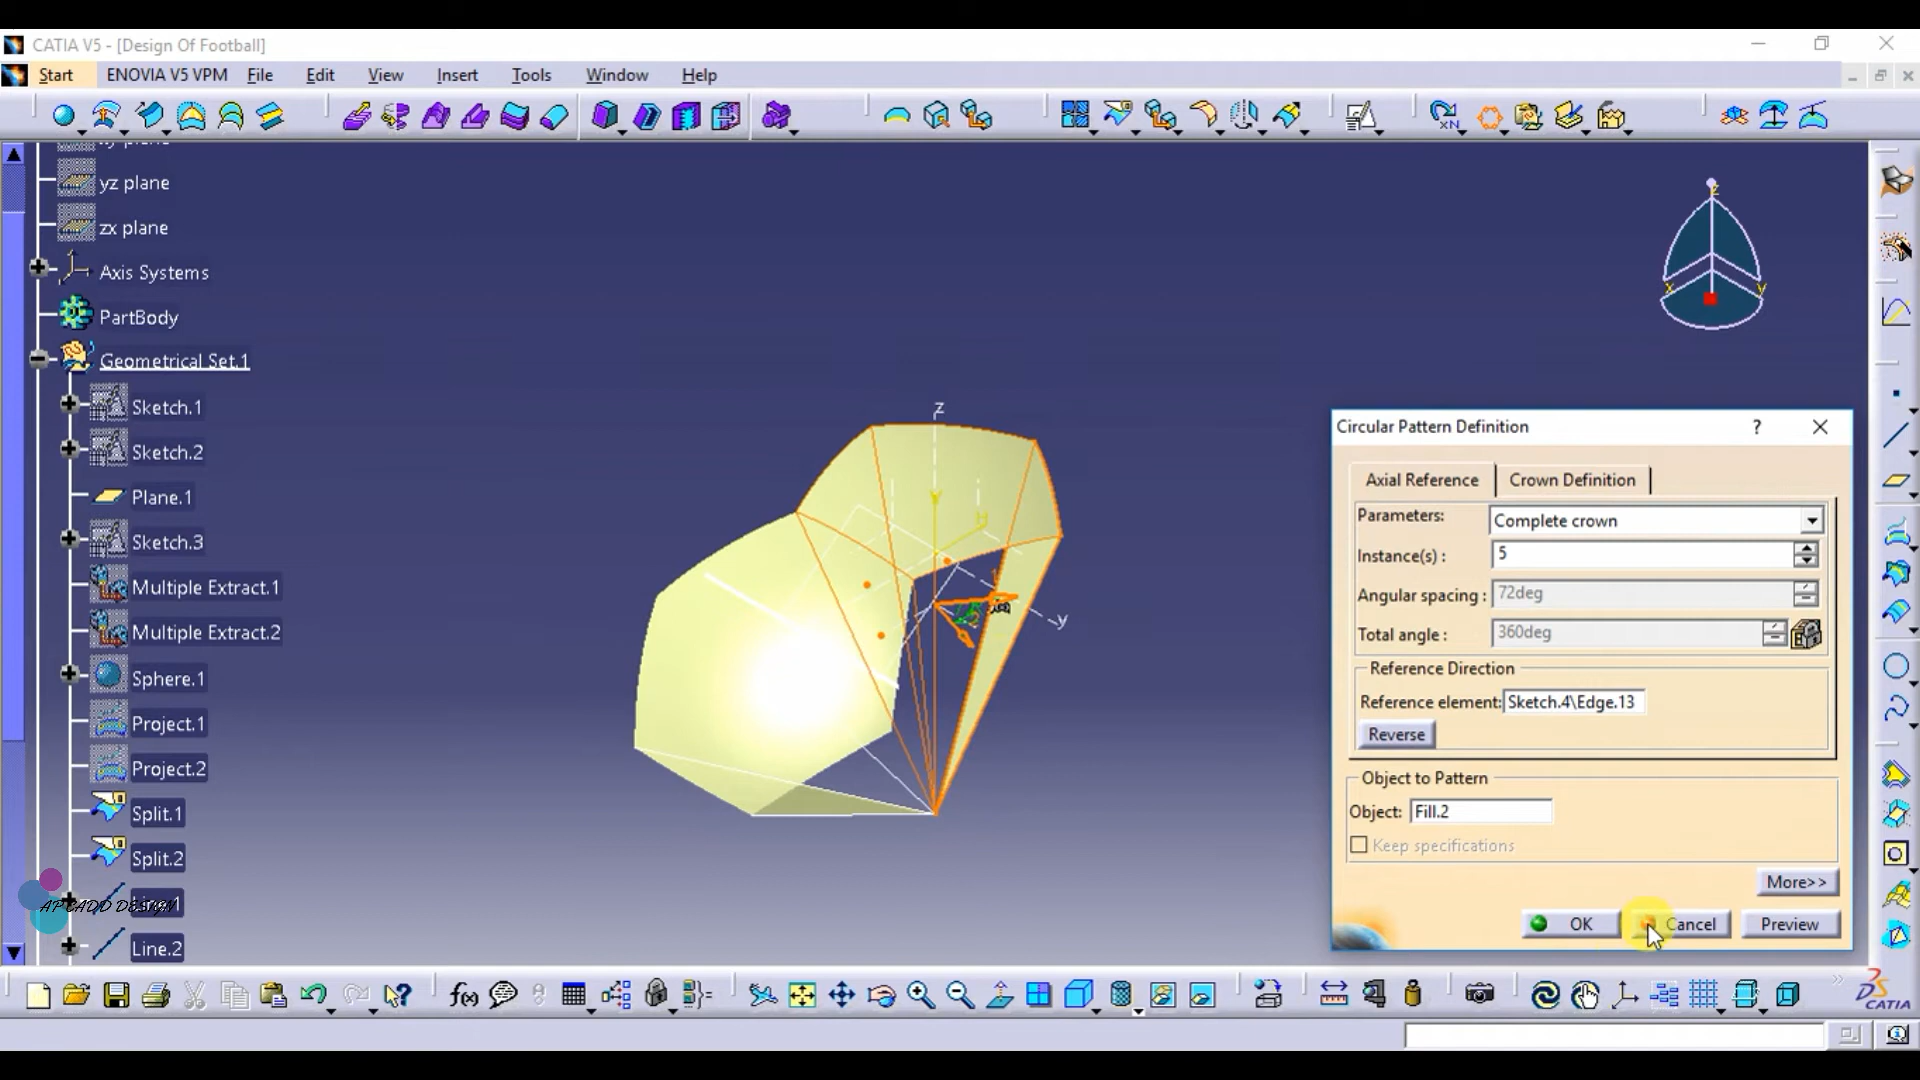 CATIA V5 - [Design Of Football]
Start ENOVIA V5 VPM File Edit View Insert Tools Window Help
yz plane
zx plane
Axis Systems
PartBody
Geometrical Set.1
Sketch.1
Sketch.2
Plane.1
Sketch.3
Multiple Extract.1
Multiple Extract.2
Sphere.1
Project.1
Project.2
Split.1
Split.2
APCADD DESIGN
Line.2
z
y
V
H
z
x
y
Circular Pattern Definition
?
Axial Reference
Crown Definition
Parameters: Complete crown
Instance(s) : 5
Angular spacing : 72deg
Total angle : 360deg
Reference Direction
Reference element: Sketch.4\Edge.13
Reverse
Object to Pattern
Object: Fill.2
Keep specifications
More>>
OK
Cancel
Preview
f(x)
CATIA